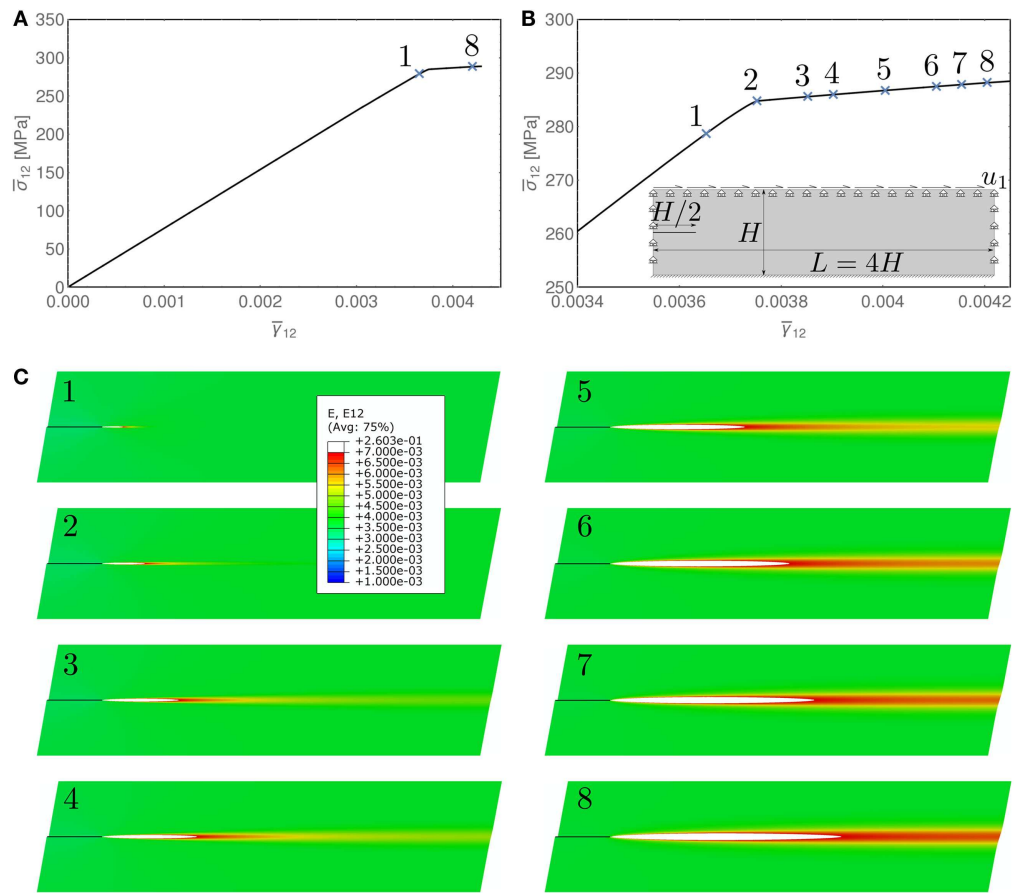 A
350
300
250
200
150
100
50
0
σ̅₁₂ [MPa]
1
8
0.000
0.001
0.002
0.003
0.004
γ̅₁₂
B
300
290
280
270
260
250
σ̅₁₂ [MPa]
1
2
3
4
5
6
7
8
u₁
H/2
H
L = 4H
0.0034
0.0036
0.0038
0.004
0.0042
γ̅₁₂
C
1
E, E12
(Avg: 75%)
+2.603e-01
+7.000e-03
+6.500e-03
+6.000e-03
+5.500e-03
+5.000e-03
+4.500e-03
+4.000e-03
+3.500e-03
+3.000e-03
+2.500e-03
+2.000e-03
+1.500e-03
+1.000e-03
2
3
4
5
6
7
8